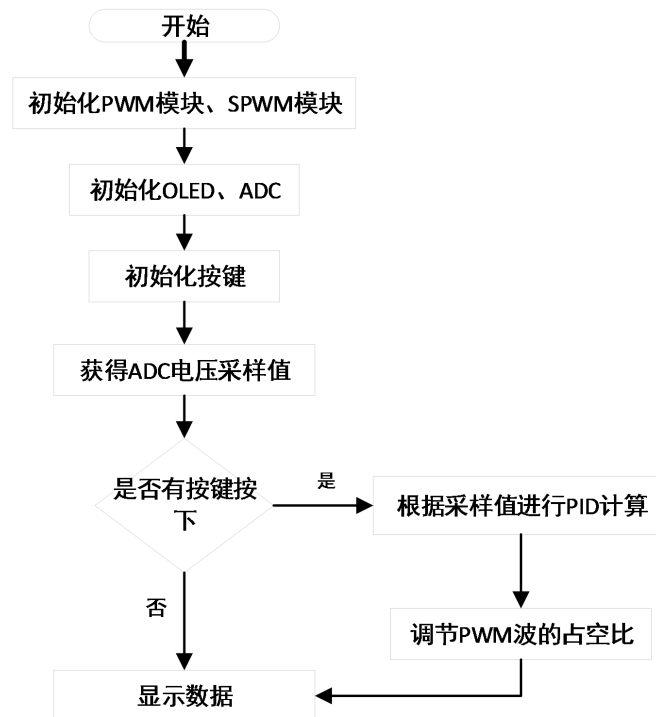 开始
初始化PWM模块、SPWM模块
初始化OLED、ADC
初始化按键
获得ADC电压采样值
是否有按键按
下
是
根据采样值进行PID计算
否
调节PWM波的占空比
显示数据